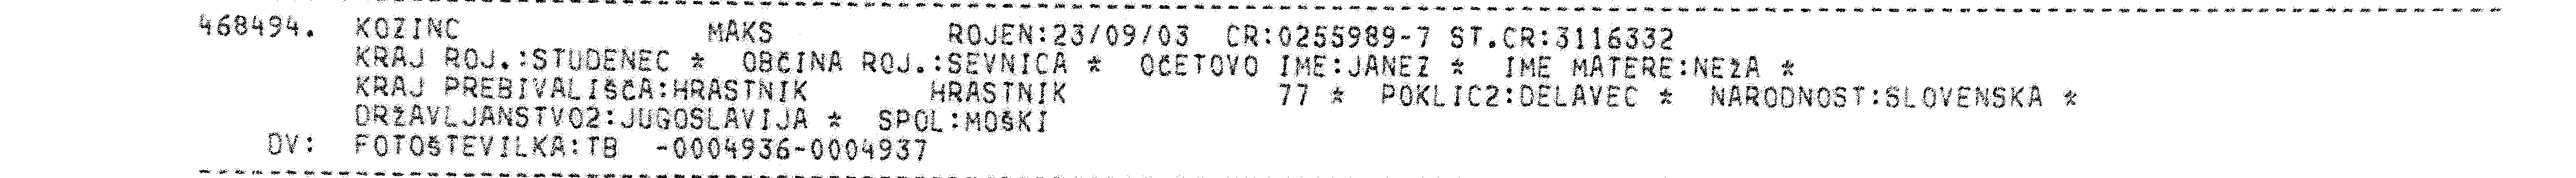 468494. KOZINC MAKS ROJEN:23/09/03 CR:0255989-7 ST.CR:3116332
KRAJ ROJ.:STUDENEC * OBČINA ROJ.:SEVNICA * OČETOVO IME:JANEZ * IME MATERE:NEŽA *
KRAJ PREBIVALIŠČA:HRASTNIK HRASTNIK 77 * POKLIC2:DELAVEC * NARODNOST:SLOVENSKA *
DRŽAVLJANSTVO2:JUGOSLAVIJA * SPOL:MOŠKI
DV: FOTOŠTEVILKA:TB -0004936-0004937